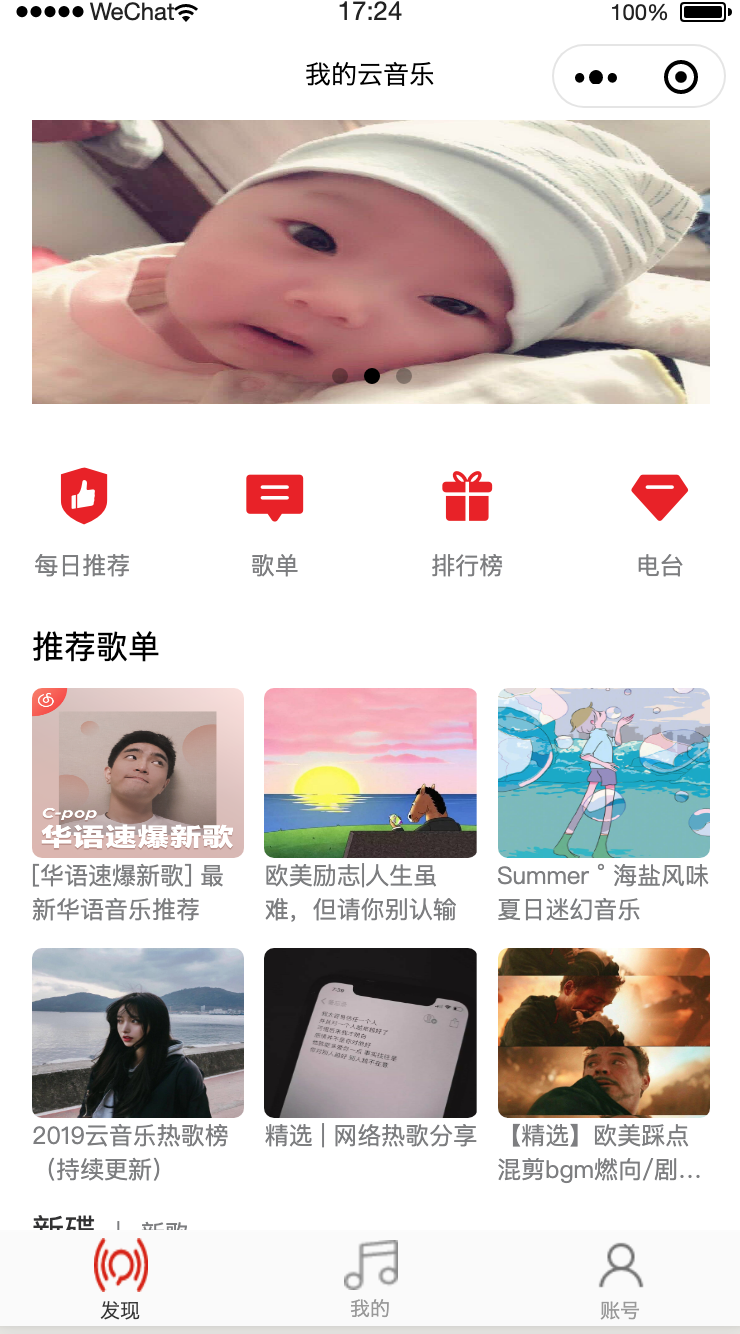 WeChat 17:24 100%
我的云音乐
每日推荐 歌单 排行榜 电台
推荐歌单
C-pop
华语速爆新歌
[华语速爆新歌] 最
新华语音乐推荐
欧美励志|人生虽
难，但请你别认输
Summer ° 海盐风味
夏日迷幻音乐
7:59
2019云音乐热歌榜
（持续更新）
精选 | 网络热歌分享
【精选】欧美踩点
混剪bgm燃向/剧...
新碟 | 新歌
发现 我的 账号